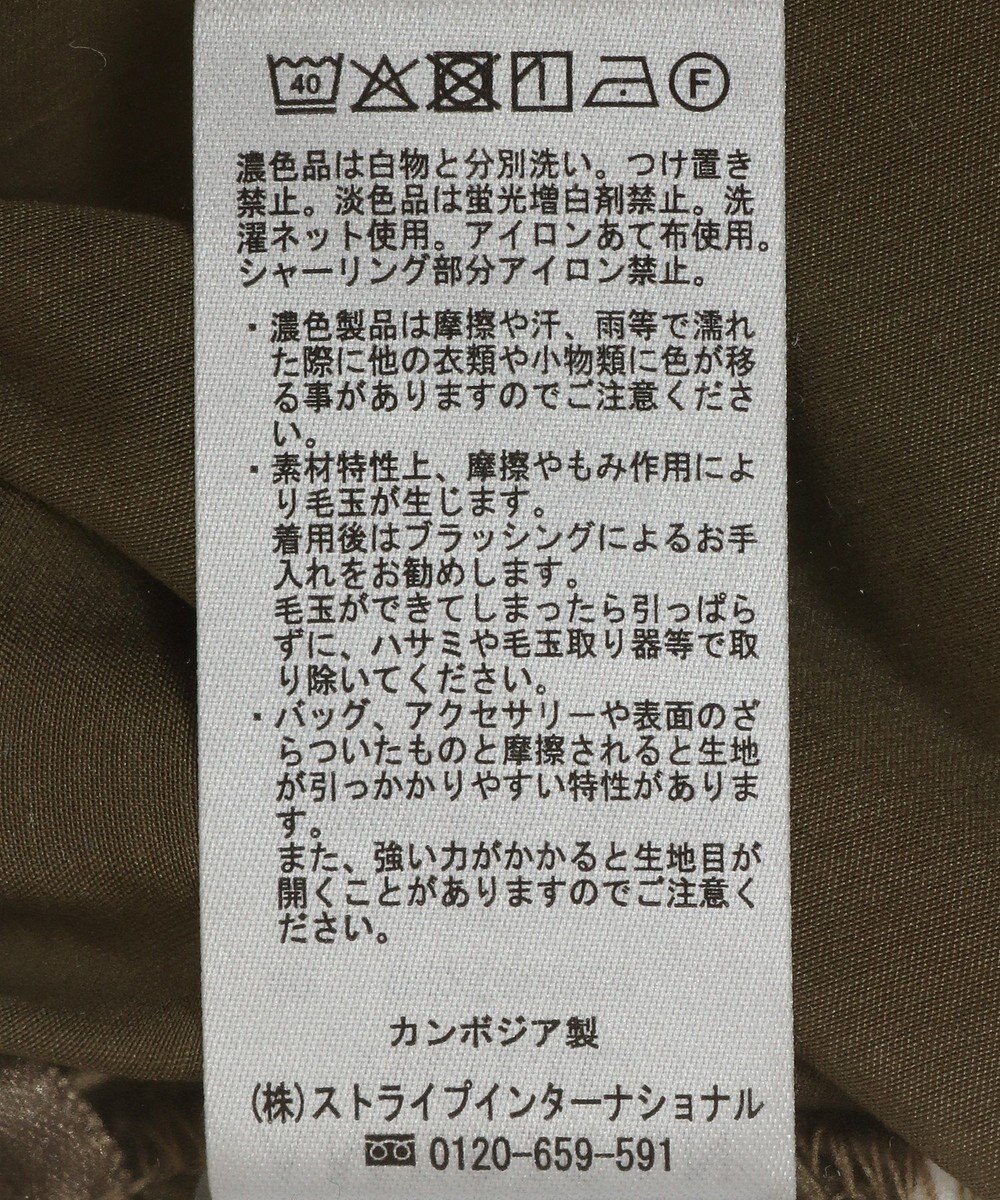 40 F
濃色品は白物と分別洗い。つけ置き
禁止。淡色品は蛍光増白剤禁止。洗
濯ネット使用。アイロンあて布使用。
シャーリング部分アイロン禁止。
・濃色製品は摩擦や汗、雨等で濡れ
た際に他の衣類や小物類に色が移
る事がありますのでご注意くださ
い。
・素材特性上、摩擦やもみ作用によ
り毛玉が生じます。
着用後はブラッシングによるお手
入れをお勧めします。
毛玉ができてしまったら引っぱら
ずに、ハサミや毛玉取り器等で取
り除いてください。
・バッグ、アクセサリーや表面のざ
らついたものと摩擦されると生地
が引っかかりやすい特性がありま
す。
また、強い力がかかると生地目が
開くことがありますのでご注意く
ださい。
カンボジア製
(株)ストライプインターナショナル
0120-659-591